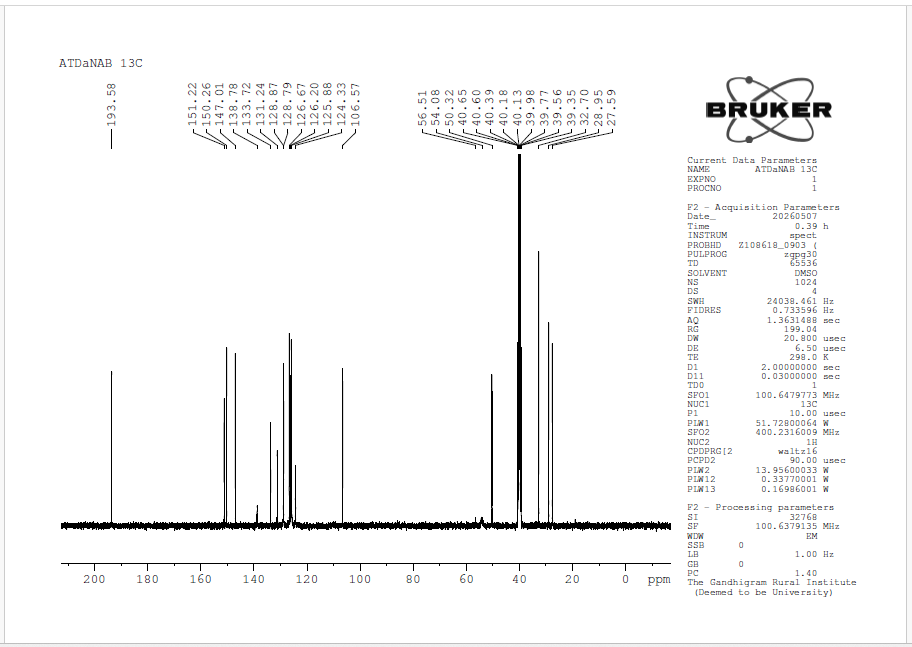 ATDaNAB 13C
193.58
151.22
150.26
147.01
138.78
133.72
131.24
128.87
128.79
126.67
126.20
125.88
124.33
106.57
56.51
54.08
50.32
40.65
40.60
40.39
40.18
40.13
39.98
39.77
39.56
39.35
32.70
28.95
27.59
200 180 160 140 120 100 80 60 40 20 0 ppm
BRUKER
Current Data Parameters
NAME ATDaNAB 13C
EXPNO 1
PROCNO 1
F2 - Acquisition Parameters
Date_ 20260507
Time 0.39 h
INSTRUM spect
PROBHD Z108618_0903 (
PULPROG zgpg30
TD 65536
SOLVENT DMSO
NS 1024
DS 4
SWH 24038.461 Hz
FIDRES 0.733596 Hz
AQ 1.3631488 sec
RG 199.04
DW 20.800 usec
DE 6.50 usec
TE 298.0 K
D1 2.00000000 sec
D11 0.03000000 sec
TD0 1
SFO1 100.6479773 MHz
NUC1 13C
P1 10.00 usec
PLW1 51.72800064 W
SFO2 400.2316009 MHz
NUC2 1H
CPDPRG[2 waltz16
PCPD2 90.00 usec
PLW2 13.95600033 W
PLW12 0.33770001 W
PLW13 0.16986001 W
F2 - Processing parameters
SI 32768
SF 100.6379135 MHz
WDW EM
SSB 0
LB 1.00 Hz
GB 0
PC 1.40
The Gandhigram Rural Institute
(Deemed to be University)